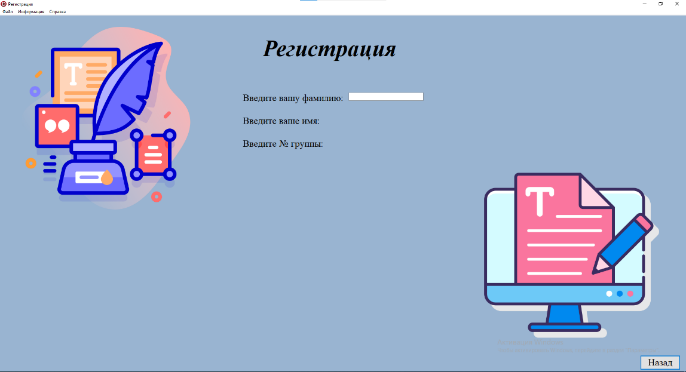 Регистрация
Файл Информация Справка
Регистрация
Введите вашу фамилию:
Введите ваше имя:
Введите № группы:
T
T
Назад